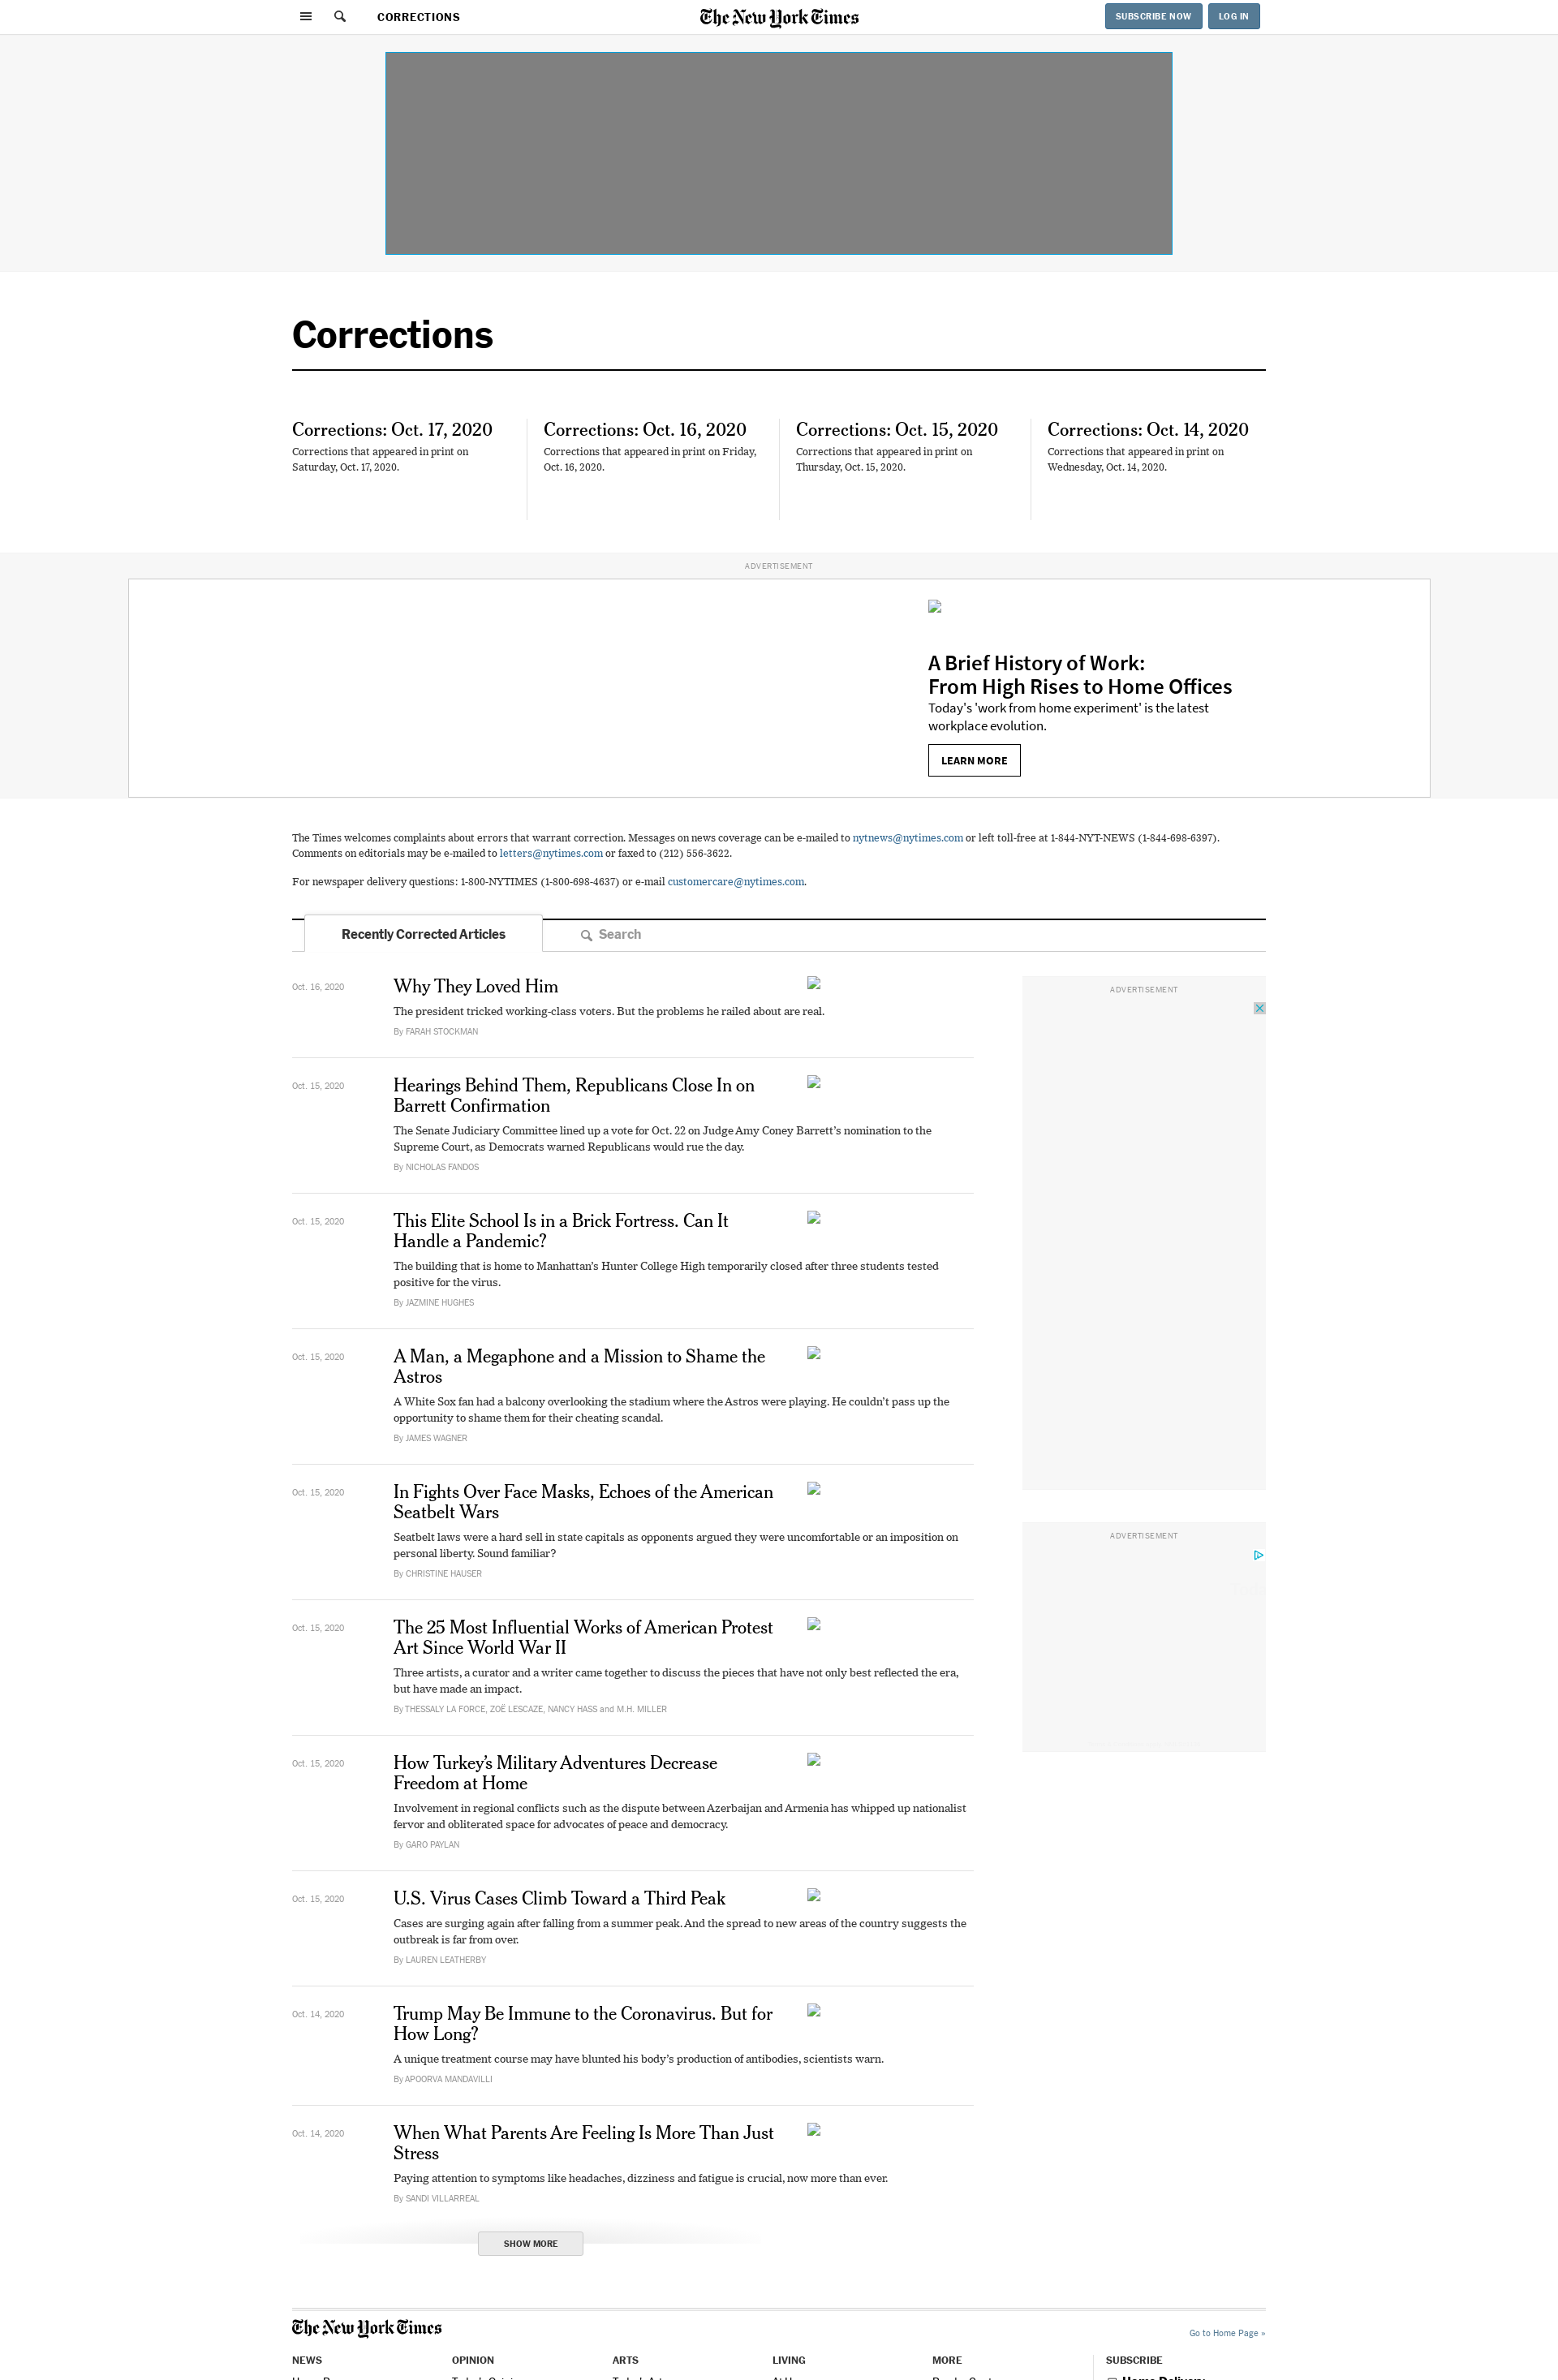 CORRECTIONS
The New York Times
SUBSCRIBE NOW
LOG IN
Corrections
Corrections: Oct. 17, 2020
Corrections that appeared in print on
Saturday, Oct. 17, 2020.
Corrections: Oct. 16, 2020
Corrections that appeared in print on Friday,
Oct. 16, 2020.
Corrections: Oct. 15, 2020
Corrections that appeared in print on
Thursday, Oct. 15, 2020.
Corrections: Oct. 14, 2020
Corrections that appeared in print on
Wednesday, Oct. 14, 2020.
ADVERTISEMENT
A Brief History of Work:
From High Rises to Home Offices
Today's 'work from home experiment' is the latest
workplace evolution.
LEARN MORE
The Times welcomes complaints about errors that warrant correction. Messages on news coverage can be e-mailed to nytnews@nytimes.com or left toll-free at 1-844-NYT-NEWS (1-844-698-6397).
Comments on editorials may be e-mailed to letters@nytimes.com or faxed to (212) 556-3622.
For newspaper delivery questions: 1-800-NYTIMES (1-800-698-4637) or e-mail customercare@nytimes.com.
Recently Corrected Articles
Search
Oct. 16, 2020
Why They Loved Him
The president tricked working-class voters. But the problems he railed about are real.
By FARAH STOCKMAN
Oct. 15, 2020
Hearings Behind Them, Republicans Close In on
Barrett Confirmation
The Senate Judiciary Committee lined up a vote for Oct. 22 on Judge Amy Coney Barrett's nomination to the
Supreme Court, as Democrats warned Republicans would rue the day.
By NICHOLAS FANDOS
Oct. 15, 2020
This Elite School Is in a Brick Fortress. Can It
Handle a Pandemic?
The building that is home to Manhattan's Hunter College High temporarily closed after three students tested
positive for the virus.
By JAZMINE HUGHES
Oct. 15, 2020
A Man, a Megaphone and a Mission to Shame the
Astros
A White Sox fan had a balcony overlooking the stadium where the Astros were playing. He couldn't pass up the
opportunity to shame them for their cheating scandal.
By JAMES WAGNER
Oct. 15, 2020
In Fights Over Face Masks, Echoes of the American
Seatbelt Wars
Seatbelt laws were a hard sell in state capitals as opponents argued they were uncomfortable or an imposition on
personal liberty. Sound familiar?
By CHRISTINE HAUSER
Oct. 15, 2020
The 25 Most Influential Works of American Protest
Art Since World War II
Three artists, a curator and a writer came together to discuss the pieces that have not only best reflected the era,
but have made an impact.
By THESSALY LA FORCE, ZOË LESCAZE, NANCY HASS and M.H. MILLER
Oct. 15, 2020
How Turkey's Military Adventures Decrease
Freedom at Home
Involvement in regional conflicts such as the dispute between Azerbaijan and Armenia has whipped up nationalist
fervor and obliterated space for advocates of peace and democracy.
By GARO PAYLAN
Oct. 15, 2020
U.S. Virus Cases Climb Toward a Third Peak
Cases are surging again after falling from a summer peak. And the spread to new areas of the country suggests the
outbreak is far from over.
By LAUREN LEATHERBY
Oct. 14, 2020
Trump May Be Immune to the Coronavirus. But for
How Long?
A unique treatment course may have blunted his body's production of antibodies, scientists warn.
By APOORVA MANDAVILLI
Oct. 14, 2020
When What Parents Are Feeling Is More Than Just
Stress
Paying attention to symptoms like headaches, dizziness and fatigue is crucial, now more than ever.
By SANDI VILLARREAL
SHOW MORE
ADVERTISEMENT
ADVERTISEMENT
The New York Times
Go to Home Page »
NEWS
OPINION
ARTS
LIVING
MORE
SUBSCRIBE